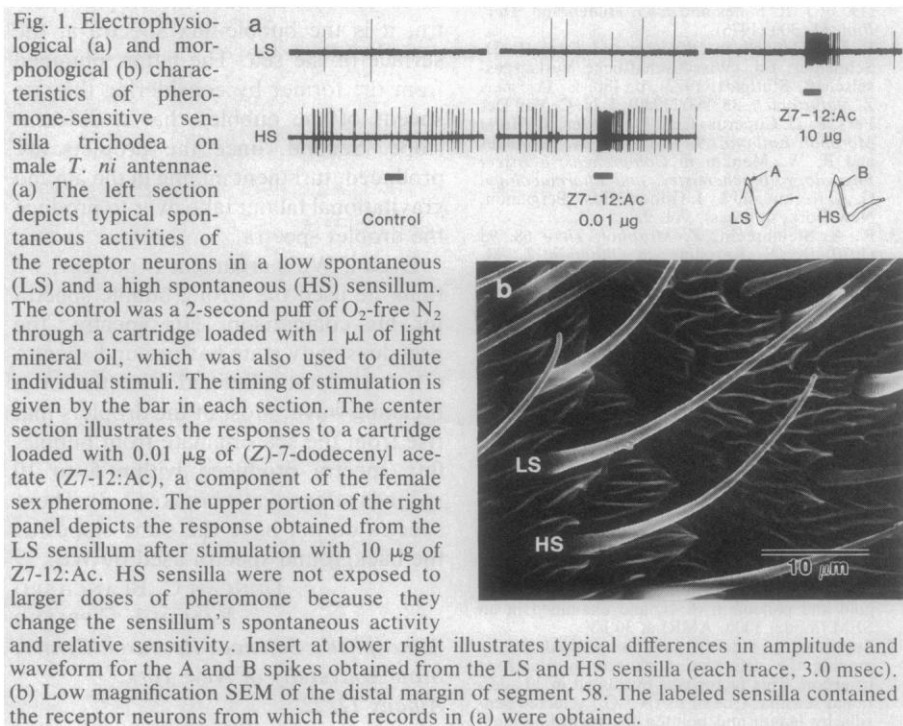 Fig. 1. Electrophysio-
logical (a) and mor-
phological (b) charac-
teristics of phero-
mone-sensitive sen-
silla trichodea on
male T. ni antennae.
(a) The left section
depicts typical spon-
taneous activities of
the receptor neurons in a low spontaneous
(LS) and a high spontaneous (HS) sensillum.
The control was a 2-second puff of O₂-free N₂
through a cartridge loaded with 1 μl of light
mineral oil, which was also used to dilute
individual stimuli. The timing of stimulation is
given by the bar in each section. The center
section illustrates the responses to a cartridge
loaded with 0.01 μg of (Z)-7-dodecenyl ace-
tate (Z7-12:Ac), a component of the female
sex pheromone. The upper portion of the right
panel depicts the response obtained from the
LS sensillum after stimulation with 10 μg of
Z7-12:Ac. HS sensilla were not exposed to
larger doses of pheromone because they
change the sensillum's spontaneous activity
and relative sensitivity. Insert at lower right illustrates typical differences in amplitude and
waveform for the A and B spikes obtained from the LS and HS sensilla (each trace, 3.0 msec).
(b) Low magnification SEM of the distal margin of segment 58. The labeled sensilla contained
the receptor neurons from which the records in (a) were obtained.
a
LS
Z7-12:Ac
10 μg
HS
Control
Z7-12:Ac
0.01 μg
A
LS
B
HS
b
LS
HS
10 μm